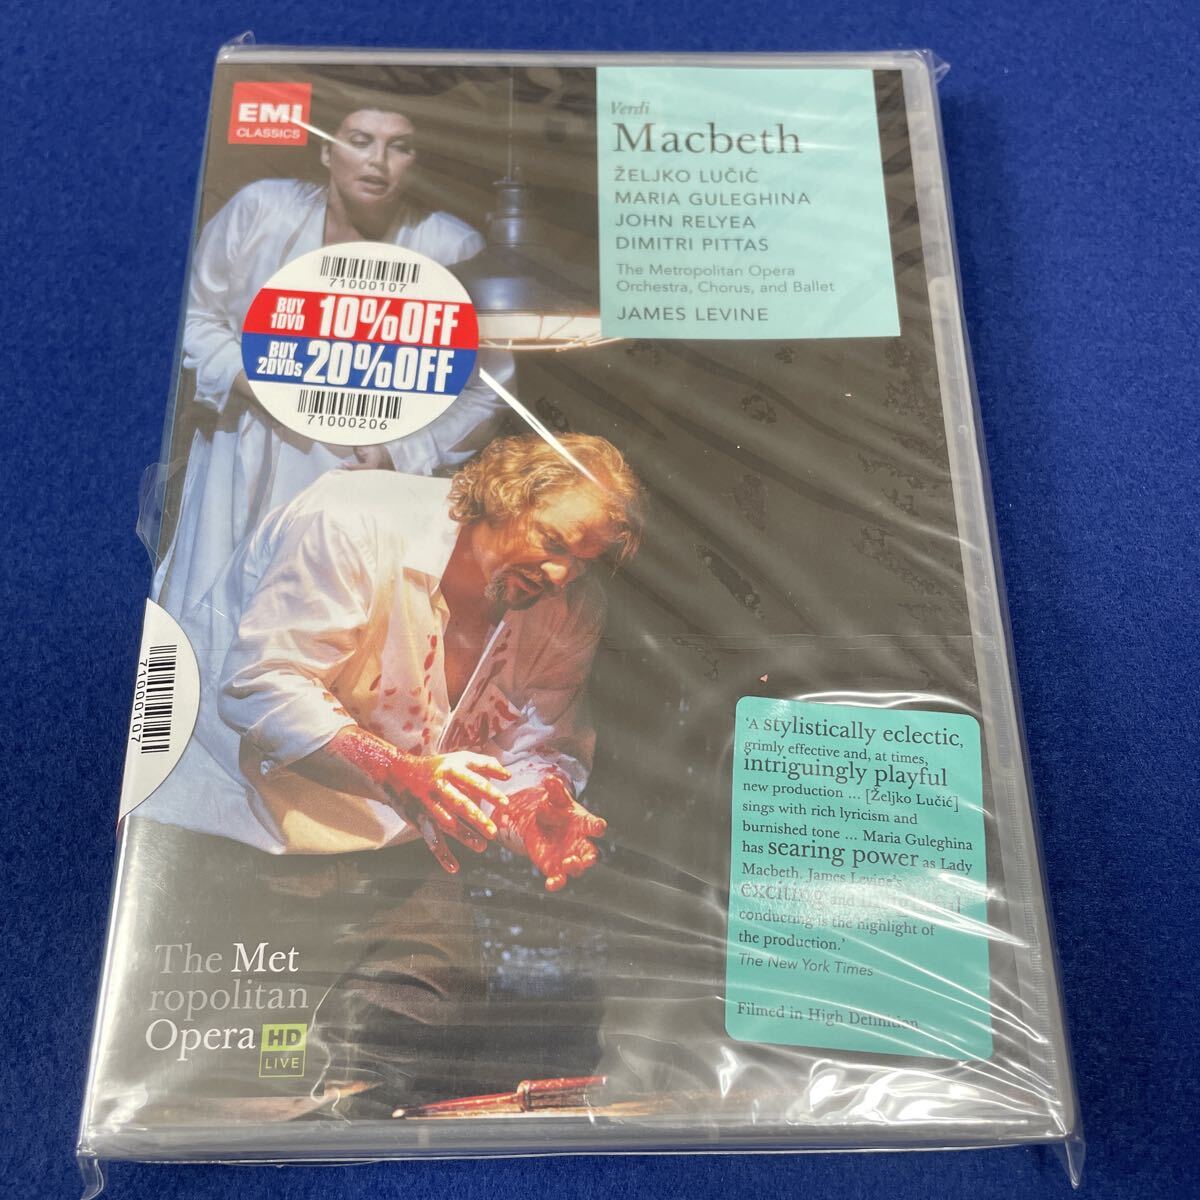 EMI
CLASSICS
Verdi
Macbeth
ŽELJKO LUČIĆ
MARIA GULEGHINA
JOHN RELYEA
DIMITRI PITTAS
The Metropolitan Opera
Orchestra, Chorus, and Ballet
JAMES LEVINE
71000107
BUY
1DVD 10%OFF
BUY
2DVDs 20%OFF
71000206
71000107
'A stylistically eclectic,
grimly effective and, at times,
intriguingly playful
new production ... [Željko Lučić]
sings with rich lyricism and
burnished tone ... Maria Guleghina
has searing power as Lady
Macbeth. James Levine's
exciting and
conducting is the highlight of
the production.'
The New York Times
Filmed in High Definition
The Met
ropolitan
Opera HD
LIVE